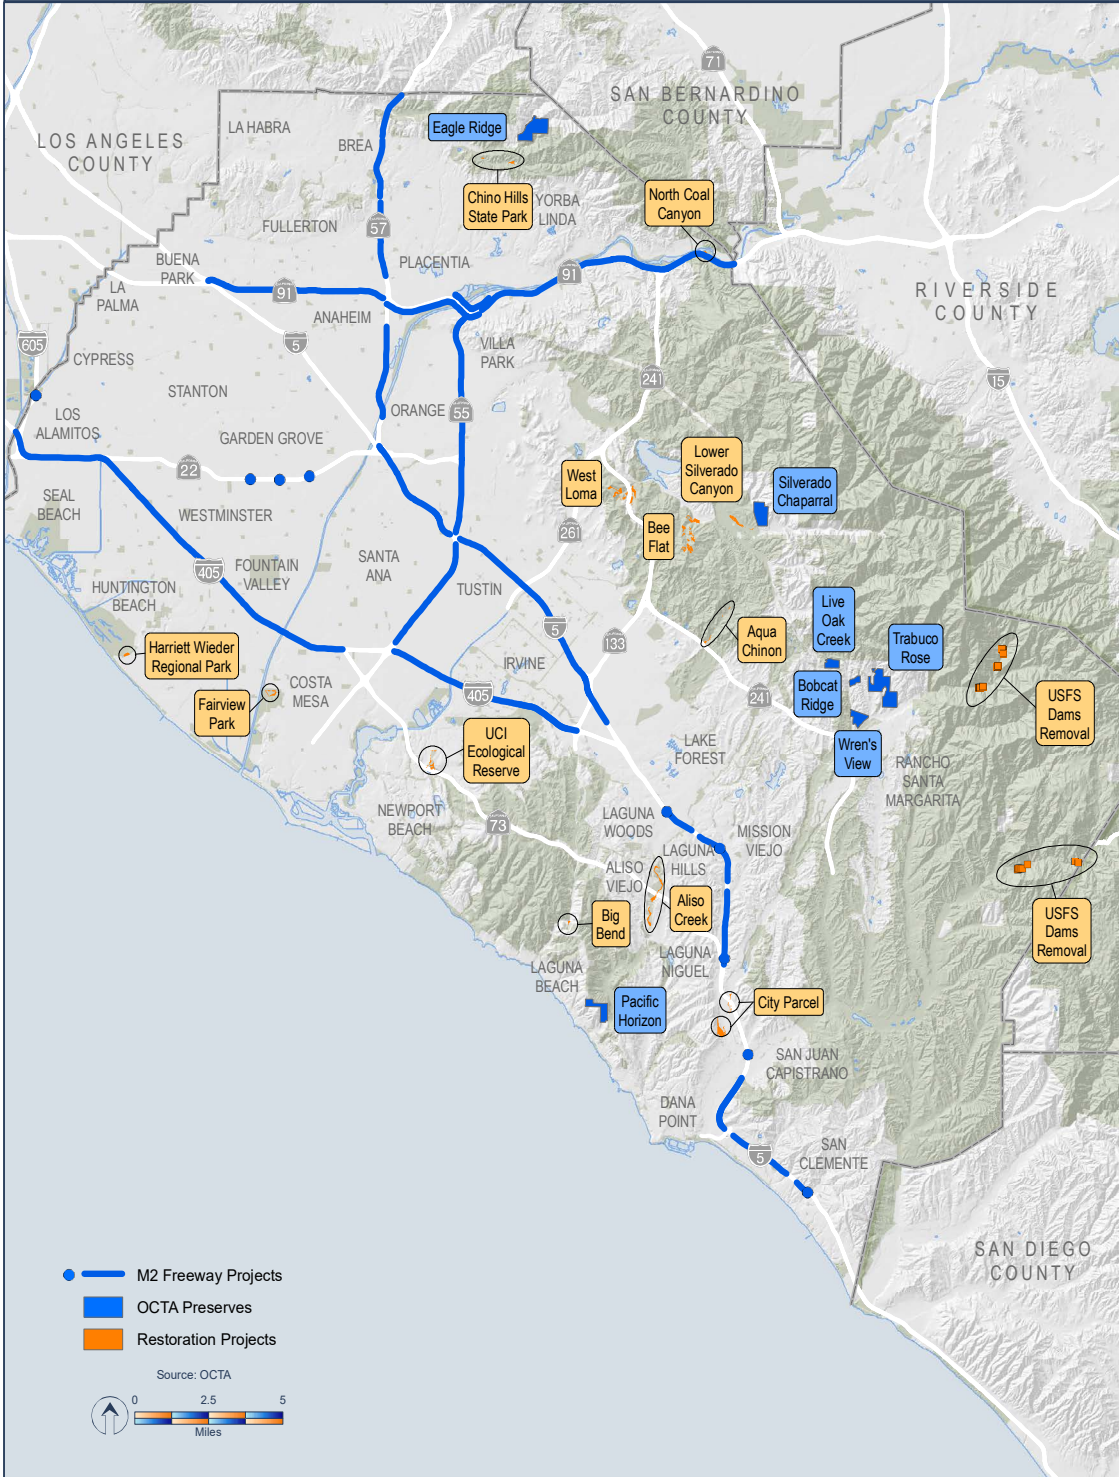 71
SAN BERNARDINO
COUNTY
LOS ANGELES
COUNTY
LA HABRA
BREA
Eagle Ridge
Chino Hills
State Park
YORBA
LINDA
North Coal
Canyon
FULLERTON
57
PLACENTIA
BUENA
PARK
LA
PALMA
91
91
ANAHEIM
RIVERSIDE
COUNTY
605
5
CYPRESS
VILLA
PARK
241
15
STANTON
ORANGE
55
LOS
ALAMITOS
GARDEN GROVE
22
West
Loma
Lower
Silverado
Canyon
Silverado
Chaparral
SEAL
BEACH
WESTMINSTER
261
Bee
Flat
405
FOUNTAIN
VALLEY
SANTA
ANA
TUSTIN
HUNTINGTON
BEACH
5
133
Live
Oak
Creek
Aqua
Chinon
Trabuco
Rose
Harriett Wieder
Regional Park
IRVINE
Fairview
Park
COSTA
MESA
405
241
Bobcat
Ridge
USFS
Dams
Removal
UCI
Ecological
Reserve
LAKE
FOREST
Wren's
View
RANCHO
SANTA
MARGARITA
NEWPORT
BEACH
73
LAGUNA
WOODS
MISSION
VIEJO
LAGUNA
HILLS
ALISO
VIEJO
Aliso
Creek
Big
Bend
USFS
Dams
Removal
LAGUNA
NIGUEL
LAGUNA
BEACH
Pacific
Horizon
City Parcel
SAN JUAN
CAPISTRANO
DANA
POINT
5
SAN
CLEMENTE
SAN DIEGO
COUNTY
M2 Freeway Projects
OCTA Preserves
Restoration Projects
Source: OCTA
0 2.5 5
Miles